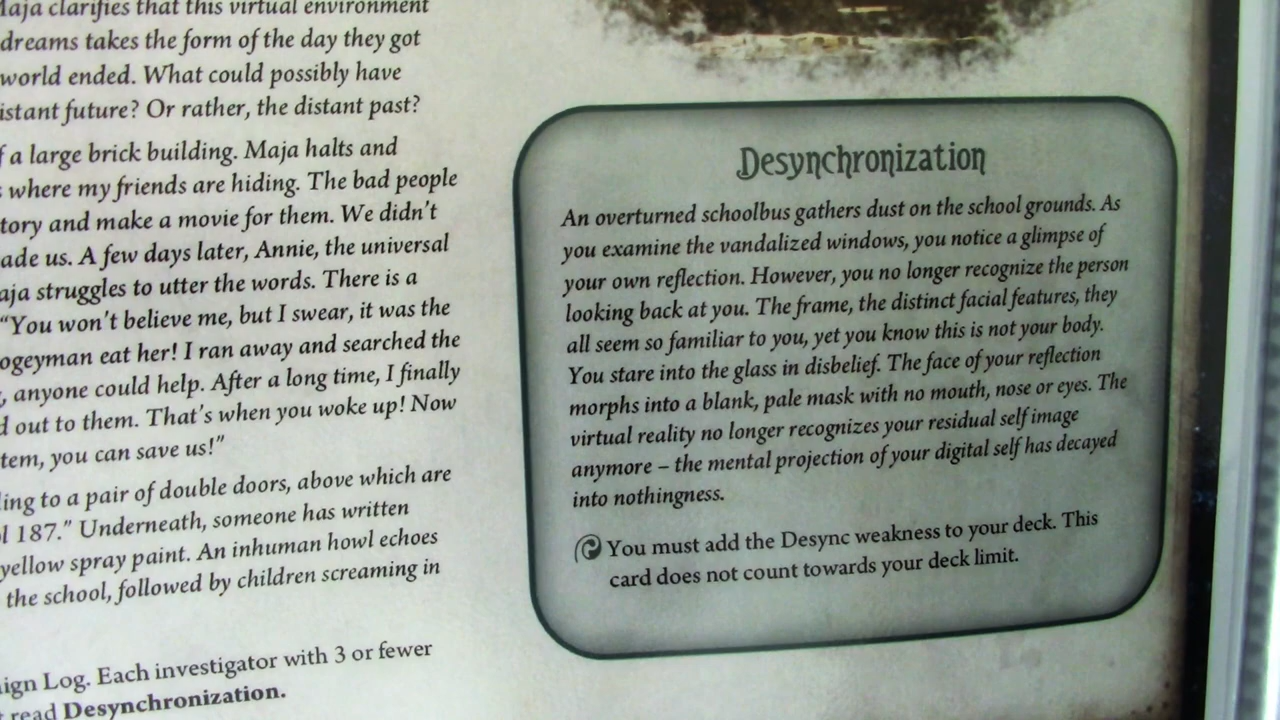 Maja clarifies that this virtual environment
dreams takes the form of the day they got
world ended. What could possibly have
istant future? Or rather, the distant past?
f a large brick building. Maja halts and
where my friends are hiding. The bad people
tory and make a movie for them. We didn't
ade us. A few days later, Annie, the universal
aja struggles to utter the words. There is a
"You won't believe me, but I swear, it was the
ogeyman eat her! I ran away and searched the
, anyone could help. After a long time, I finally
d out to them. That's when you woke up! Now
tem, you can save us!"
ling to a pair of double doors, above which are
l 187." Underneath, someone has written
yellow spray paint. An inhuman howl echoes
the school, followed by children screaming in
ign Log. Each investigator with 3 or fewer
t read Desynchronization.
Desynchronization
An overturned schoolbus gathers dust on the school grounds. As
you examine the vandalized windows, you notice a glimpse of
your own reflection. However, you no longer recognize the person
looking back at you. The frame, the distinct facial features, they
all seem so familiar to you, yet you know this is not your body.
You stare into the glass in disbelief. The face of your reflection
morphs into a blank, pale mask with no mouth, nose or eyes. The
virtual reality no longer recognizes your residual self image
anymore – the mental projection of your digital self has decayed
into nothingness.
You must add the Desync weakness to your deck. This
card does not count towards your deck limit.